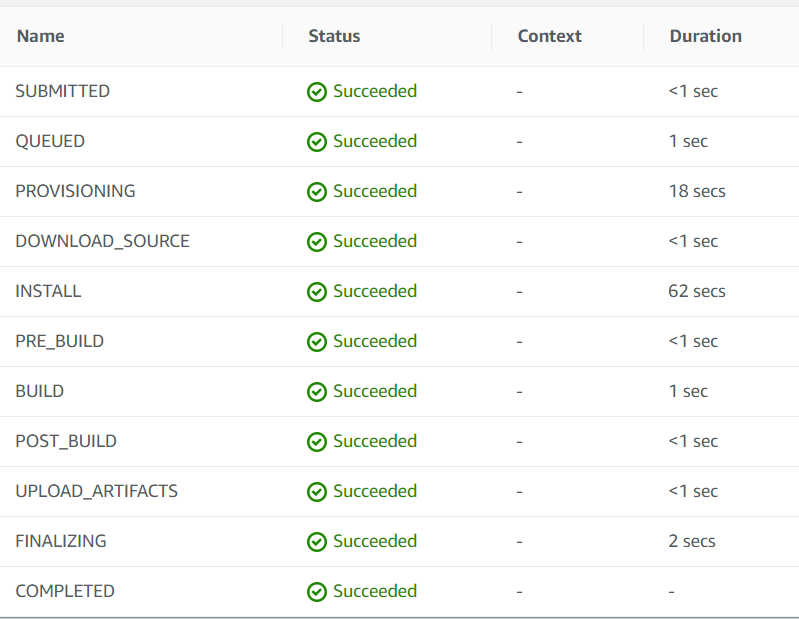 Name Status Context Duration
SUBMITTED Succeeded - <1 sec
QUEUED Succeeded - 1 sec
PROVISIONING Succeeded - 18 secs
DOWNLOAD_SOURCE Succeeded - <1 sec
INSTALL Succeeded - 62 secs
PRE_BUILD Succeeded - <1 sec
BUILD Succeeded - 1 sec
POST_BUILD Succeeded - <1 sec
UPLOAD_ARTIFACTS Succeeded - <1 sec
FINALIZING Succeeded - 2 secs
COMPLETED Succeeded - -